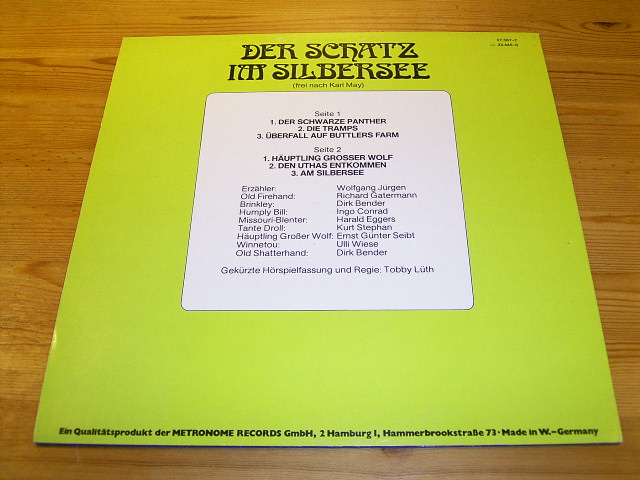 DER SCHATZ
IM SILBERSEE
(frei nach Karl May)
Seite 1
1. DER SCHWARZE PANTHER
2. DIE TRAMPS
3. ÜBERFALL AUF BUTTLERS FARM
Seite 2
1. HÄUPTLING GROSSER WOLF
2. DEN UTHAS ENTKOMMEN
3. AM SILBERSEE
Erzähler: Wolfgang Jürgen
Old Firehand: Richard Gatermann
Brinkley: Dirk Bender
Humply Bill: Ingo Conrad
Missouri-Blenter: Harald Eggers
Tante Droll: Kurt Stephan
Häuptling Großer Wolf: Ernst Günter Seibt
Winnetou: Ulli Wiese
Old Shatterhand: Dirk Bender
Gekürzte Hörspielfassung und Regie: Tobby Lüth
Ein Qualitätsprodukt der METRONOME RECORDS GmbH, 2 Hamburg 1, Hammerbrookstraße 73 · Made in W.-Germany